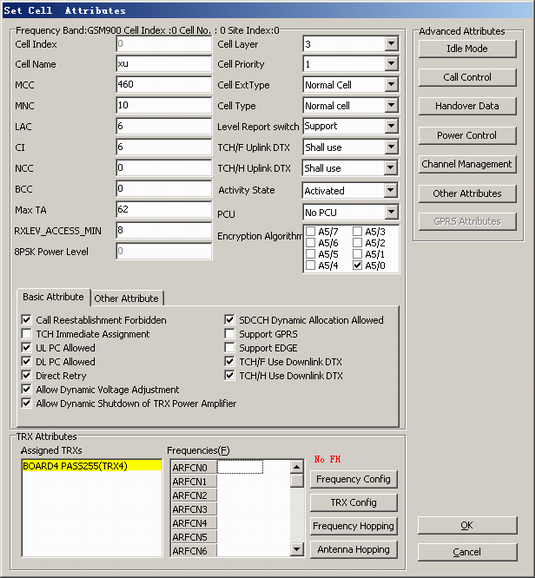 Set Cell  Attributes
Frequency Band:GSM900 Cell Index :0 Cell No. : 0 Site Index:0
Cell Index 0 Cell Layer 3
Cell Name xu Cell Priority 1
MCC 460 Cell ExtType Normal Cell
MNC 10 Cell Type Normal cell
LAC 6 Level Report switch Support
CI 6 TCH/F Uplink DTX Shall use
NCC 0 TCH/H Uplink DTX Shall use
BCC 0 Activity State Activated
Max TA 62 PCU No PCU
RXLEV_ACCESS_MIN 8 Encryption Algorithm A5/7 A5/3
A5/6 A5/2
8PSK Power Level 0 A5/5 A5/1
A5/4 A5/0
Advanced Attributes
Idle Mode
Call Control
Handover Data
Power Control
Channel Management
Other Attributes
GPRS Attributes
Basic Attribute Other Attribute
Call Reestablishment Forbidden SDCCH Dynamic Allocation Allowed
TCH Immediate Assignment Support GPRS
UL PC Allowed Support EDGE
DL PC Allowed TCH/F Use Downlink DTX
Direct Retry TCH/H Use Downlink DTX
Allow Dynamic Voltage Adjustment
Allow Dynamic Shutdown of TRX Power Amplifier
TRX Attributes
Assigned TRXs Frequencies(F)
BOARD4 PASS255(TRX4)
ARFCN0
ARFCN1
ARFCN2
ARFCN3
ARFCN4
ARFCN5
ARFCN6
No FH
Frequency Config
TRX Config
Frequency Hopping
Antenna Hopping
OK
Cancel